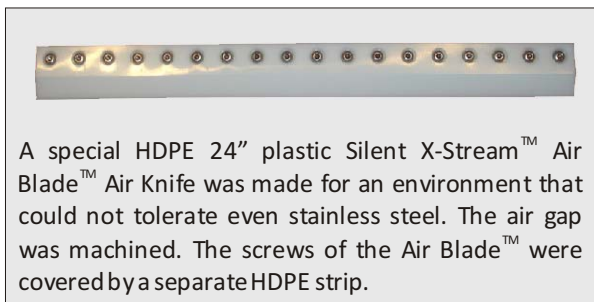 A special HDPE 24” plastic Silent X-Stream™ Air
Blade™ Air Knife was made for an environment that
could not tolerate even stainless steel. The air gap
was machined. The screws of the Air Blade™ were
covered by a separate HDPE strip.